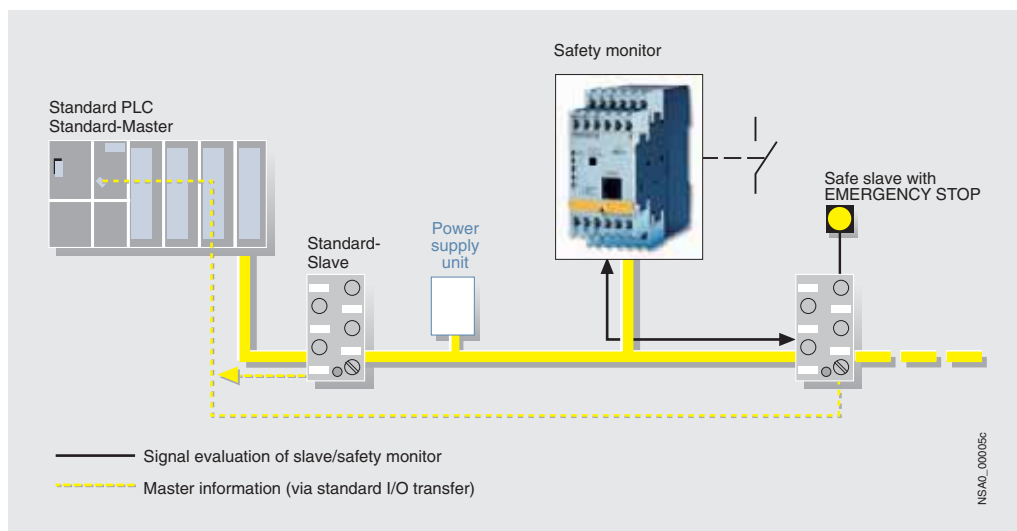 Safety monitor
Standard PLC
Standard-Master
Safe slave with
EMERGENCY STOP
Standard-
Slave
Power
supply
unit
Signal evaluation of slave/safety monitor
Master information (via standard I/O transfer)
NSA0_00005c